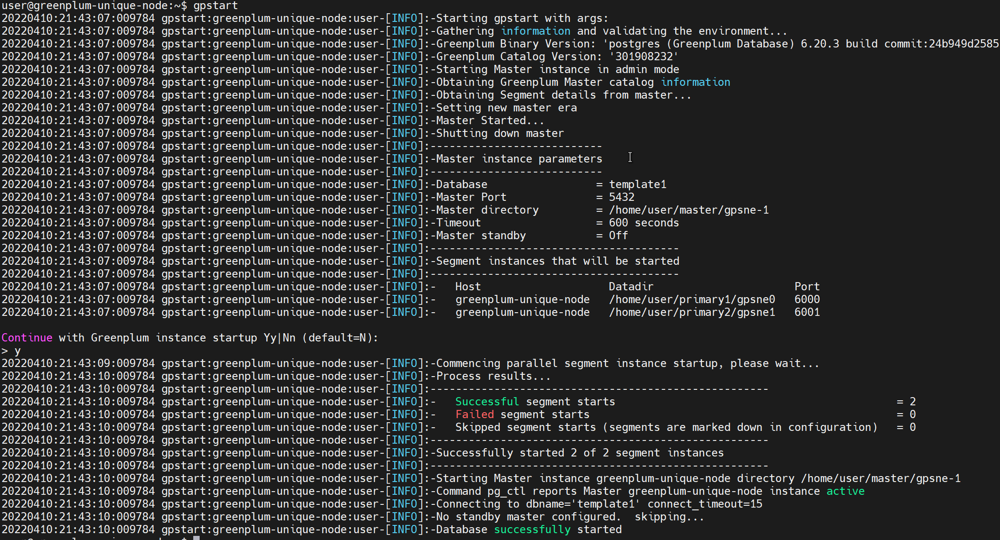 user@greenplum-unique-node:~$ gpstart
20220410:21:43:07:009784 gpstart:greenplum-unique-node:user-[INFO]:-Starting gpstart with args:
20220410:21:43:07:009784 gpstart:greenplum-unique-node:user-[INFO]:-Gathering information and validating the environment...
20220410:21:43:07:009784 gpstart:greenplum-unique-node:user-[INFO]:-Greenplum Binary Version: 'postgres (Greenplum Database) 6.20.3 build commit:24b949d2585
20220410:21:43:07:009784 gpstart:greenplum-unique-node:user-[INFO]:-Greenplum Catalog Version: '301908232'
20220410:21:43:07:009784 gpstart:greenplum-unique-node:user-[INFO]:-Starting Master instance in admin mode
20220410:21:43:07:009784 gpstart:greenplum-unique-node:user-[INFO]:-Obtaining Greenplum Master catalog information
20220410:21:43:07:009784 gpstart:greenplum-unique-node:user-[INFO]:-Obtaining Segment details from master...
20220410:21:43:07:009784 gpstart:greenplum-unique-node:user-[INFO]:-Setting new master era
20220410:21:43:07:009784 gpstart:greenplum-unique-node:user-[INFO]:-Master Started...
20220410:21:43:07:009784 gpstart:greenplum-unique-node:user-[INFO]:-Shutting down master
20220410:21:43:07:009784 gpstart:greenplum-unique-node:user-[INFO]:---------------------------
20220410:21:43:07:009784 gpstart:greenplum-unique-node:user-[INFO]:-Master instance parameters
20220410:21:43:07:009784 gpstart:greenplum-unique-node:user-[INFO]:---------------------------
20220410:21:43:07:009784 gpstart:greenplum-unique-node:user-[INFO]:-Database                 = template1
20220410:21:43:07:009784 gpstart:greenplum-unique-node:user-[INFO]:-Master Port              = 5432
20220410:21:43:07:009784 gpstart:greenplum-unique-node:user-[INFO]:-Master directory         = /home/user/master/gpsne-1
20220410:21:43:07:009784 gpstart:greenplum-unique-node:user-[INFO]:-Timeout                  = 600 seconds
20220410:21:43:07:009784 gpstart:greenplum-unique-node:user-[INFO]:-Master standby           = Off
20220410:21:43:07:009784 gpstart:greenplum-unique-node:user-[INFO]:---------------------------------------
20220410:21:43:07:009784 gpstart:greenplum-unique-node:user-[INFO]:-Segment instances that will be started
20220410:21:43:07:009784 gpstart:greenplum-unique-node:user-[INFO]:---------------------------------------
20220410:21:43:07:009784 gpstart:greenplum-unique-node:user-[INFO]:-   Host                    Datadir                      Port
20220410:21:43:07:009784 gpstart:greenplum-unique-node:user-[INFO]:-   greenplum-unique-node   /home/user/primary1/gpsne0   6000
20220410:21:43:07:009784 gpstart:greenplum-unique-node:user-[INFO]:-   greenplum-unique-node   /home/user/primary2/gpsne1   6001
Continue with Greenplum instance startup Yy|Nn (default=N):
> y
20220410:21:43:09:009784 gpstart:greenplum-unique-node:user-[INFO]:-Commencing parallel segment instance startup, please wait...
20220410:21:43:10:009784 gpstart:greenplum-unique-node:user-[INFO]:-Process results...
20220410:21:43:10:009784 gpstart:greenplum-unique-node:user-[INFO]:-----------------------------------------------------
20220410:21:43:10:009784 gpstart:greenplum-unique-node:user-[INFO]:-   Successful segment starts                                            = 2
20220410:21:43:10:009784 gpstart:greenplum-unique-node:user-[INFO]:-   Failed segment starts                                                = 0
20220410:21:43:10:009784 gpstart:greenplum-unique-node:user-[INFO]:-   Skipped segment starts (segments are marked down in configuration)   = 0
20220410:21:43:10:009784 gpstart:greenplum-unique-node:user-[INFO]:-----------------------------------------------------
20220410:21:43:10:009784 gpstart:greenplum-unique-node:user-[INFO]:-Successfully started 2 of 2 segment instances
20220410:21:43:10:009784 gpstart:greenplum-unique-node:user-[INFO]:-----------------------------------------------------
20220410:21:43:10:009784 gpstart:greenplum-unique-node:user-[INFO]:-Starting Master instance greenplum-unique-node directory /home/user/master/gpsne-1
20220410:21:43:10:009784 gpstart:greenplum-unique-node:user-[INFO]:-Command pg_ctl reports Master greenplum-unique-node instance active
20220410:21:43:10:009784 gpstart:greenplum-unique-node:user-[INFO]:-Connecting to dbname='template1' connect_timeout=15
20220410:21:43:10:009784 gpstart:greenplum-unique-node:user-[INFO]:-No standby master configured.  skipping...
20220410:21:43:10:009784 gpstart:greenplum-unique-node:user-[INFO]:-Database successfully started